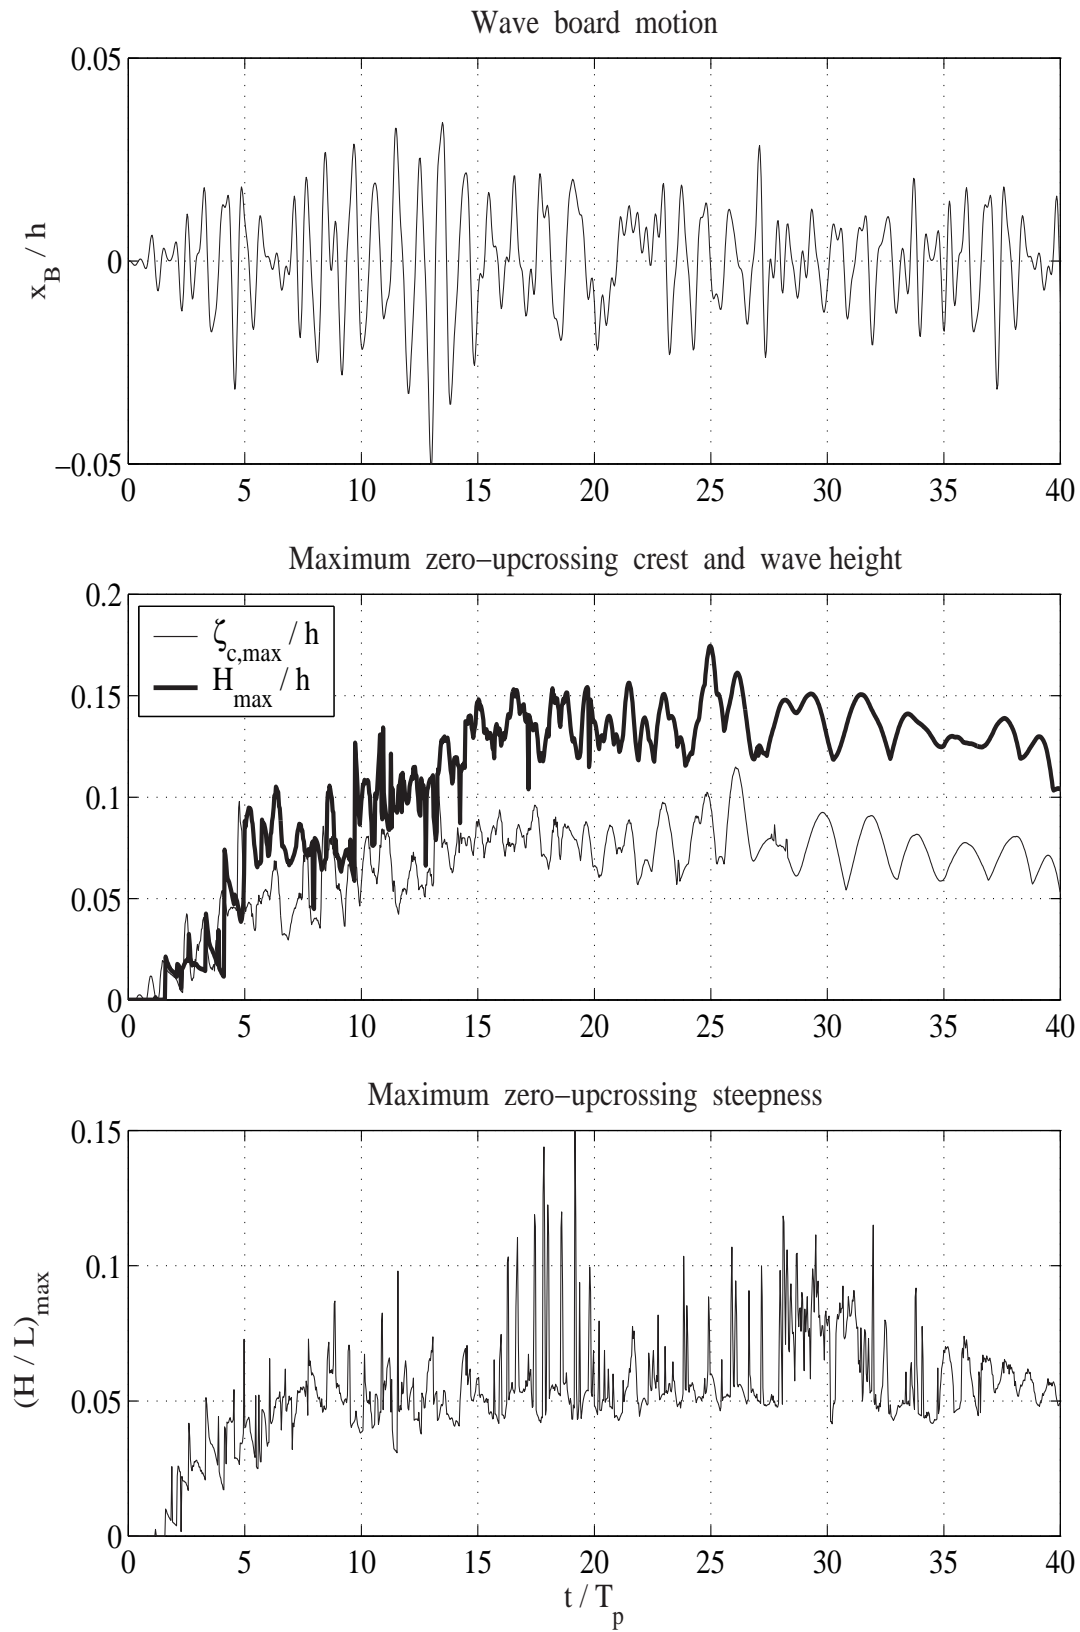 Wave board motion
0.05
0
−0.05
x_B / h
0 5 10 15 20 25 30 35 40
Maximum zero−upcrossing crest and wave height
0.2
0.15
0.1
0.05
0
ζ_c,max / h
H_max / h
0 5 10 15 20 25 30 35 40
Maximum zero−upcrossing steepness
0.15
0.1
0.05
0
(H / L)_max
0 5 10 15 20 25 30 35 40
t / T_p